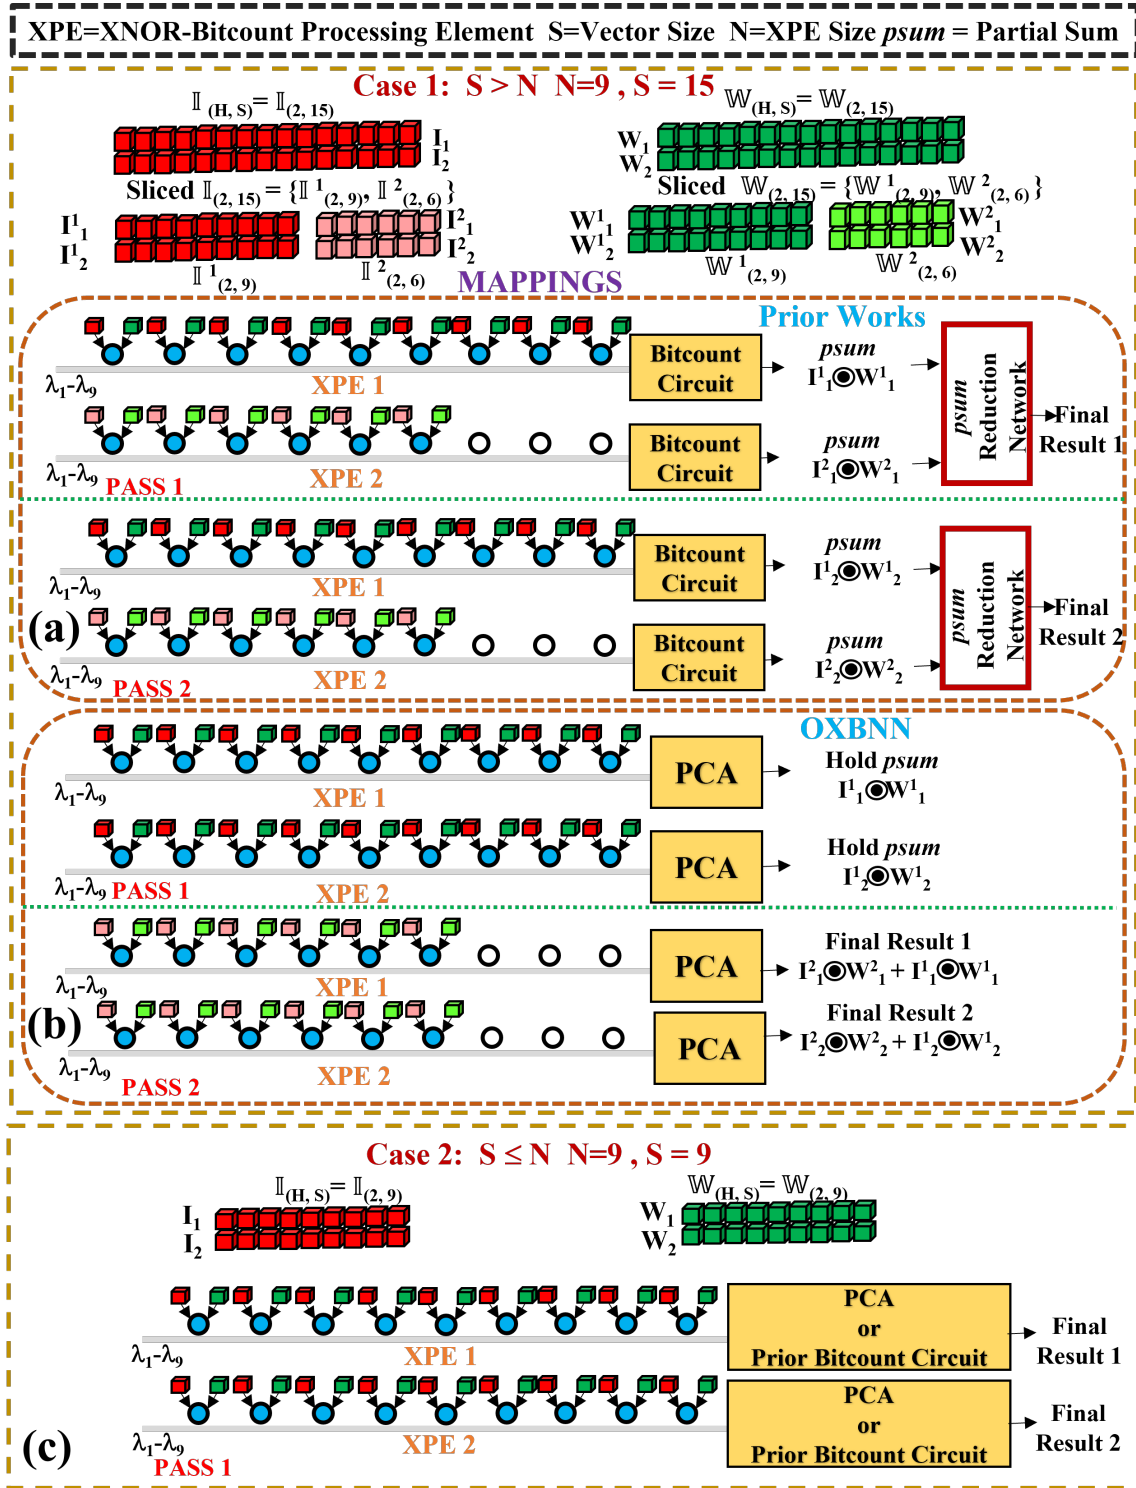 XPE=XNOR-Bitcount Processing Element S=Vector Size N=XPE Size psum = Partial Sum
Case 1: S > N N=9 , S = 15
𝕀(H, S)= 𝕀(2, 15)
𝕎(H, S)= 𝕎(2, 15)
I1
I2
W1
W2
Sliced 𝕀(2, 15) = {𝕀1(2, 9), 𝕀2(2, 6)}
Sliced 𝕎(2, 15) = {𝕎1(2, 9), 𝕎2(2, 6)}
I11
I12
I21
I22
W11
W12
W21
W22
𝕀1(2, 9)
𝕀2(2, 6)
𝕎1(2, 9)
𝕎2(2, 6)
MAPPINGS
Prior Works
λ1-λ9
XPE 1
Bitcount
Circuit
psum
I11⦿W11
λ1-λ9
PASS 1
XPE 2
Bitcount
Circuit
psum
I21⦿W21
psum
Reduction
Network
Final
Result 1
λ1-λ9
XPE 1
Bitcount
Circuit
psum
I12⦿W12
(a)
λ1-λ9
PASS 2
XPE 2
Bitcount
Circuit
psum
I22⦿W22
psum
Reduction
Network
Final
Result 2
OXBNN
λ1-λ9
XPE 1
PCA
Hold psum
I11⦿W11
λ1-λ9
PASS 1
XPE 2
PCA
Hold psum
I12⦿W12
λ1-λ9
XPE 1
PCA
Final Result 1
I21⦿W21 + I11⦿W11
(b)
λ1-λ9
PASS 2
XPE 2
PCA
Final Result 2
I22⦿W22 + I12⦿W12
Case 2: S ≤ N N=9 , S = 9
𝕀(H, S)= 𝕀(2, 9)
𝕎(H, S)= 𝕎(2, 9)
I1
I2
W1
W2
λ1-λ9
XPE 1
PCA
or
Prior Bitcount Circuit
Final
Result 1
(c)
λ1-λ9
PASS 1
XPE 2
PCA
or
Prior Bitcount Circuit
Final
Result 2